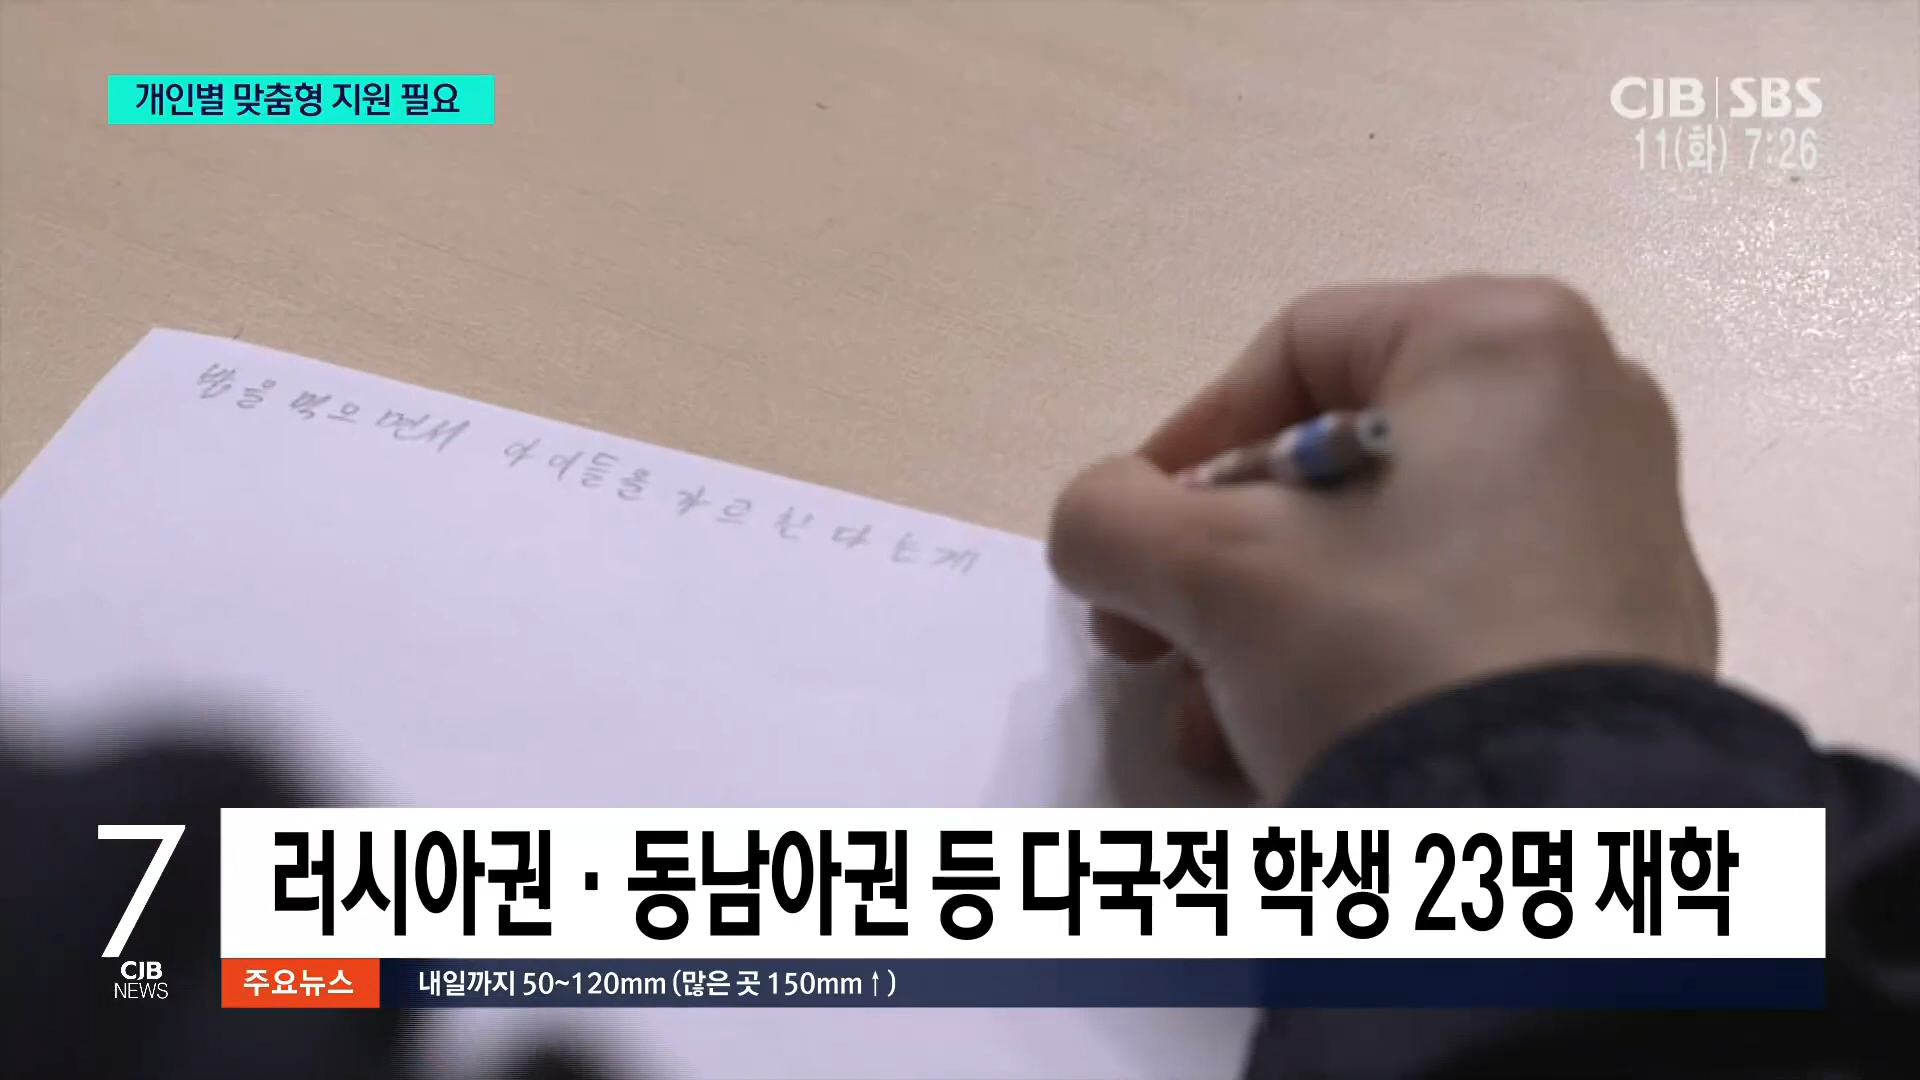 개인별 맞춤형 지원 필요
CJB SBS
11(화) 7:26
밥을 먹으면서 아이들을 가르친다는게
러시아권·동남아권 등 다국적 학생 23명 재학
7
CJB
NEWS
주요뉴스
내일까지 50~120mm (많은 곳 150mm↑)